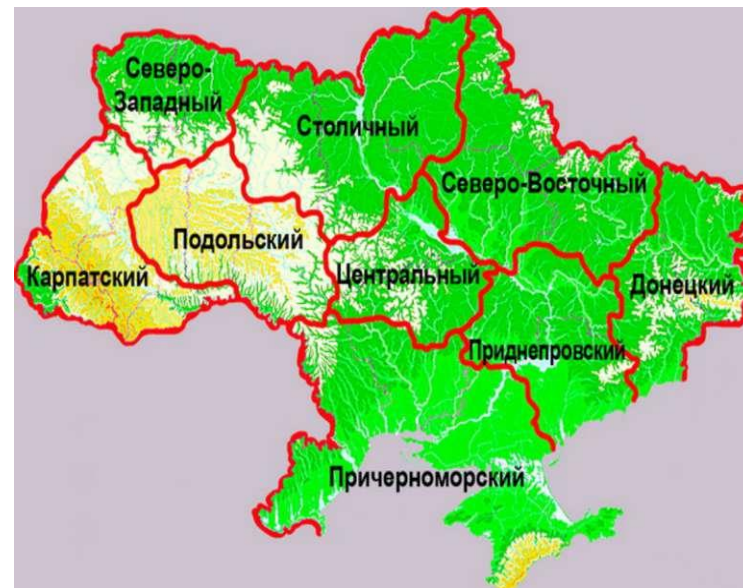 Северо-
Западный
Столичный
Северо-Восточный
Подольский
Карпатский
Центральный
Донецкий
Приднепровский
Причерноморский